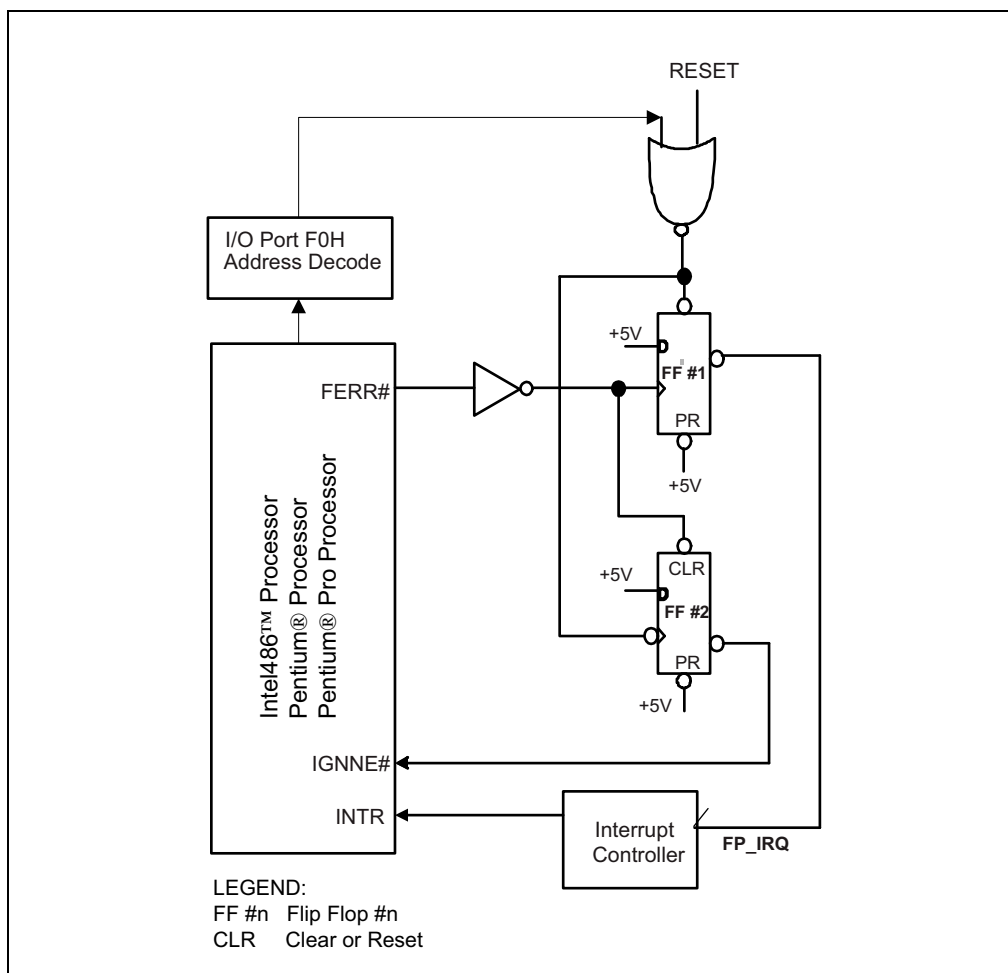 RESET
I/O Port F0H
Address Decode
+5V
FF #1
PR
+5V
FERR#
Intel486™ Processor
Pentium® Processor
Pentium® Pro Processor
CLR
+5V
FF #2
PR
+5V
IGNNE#
INTR
Interrupt
Controller
FP_IRQ
LEGEND:
FF #n Flip Flop #n
CLR Clear or Reset